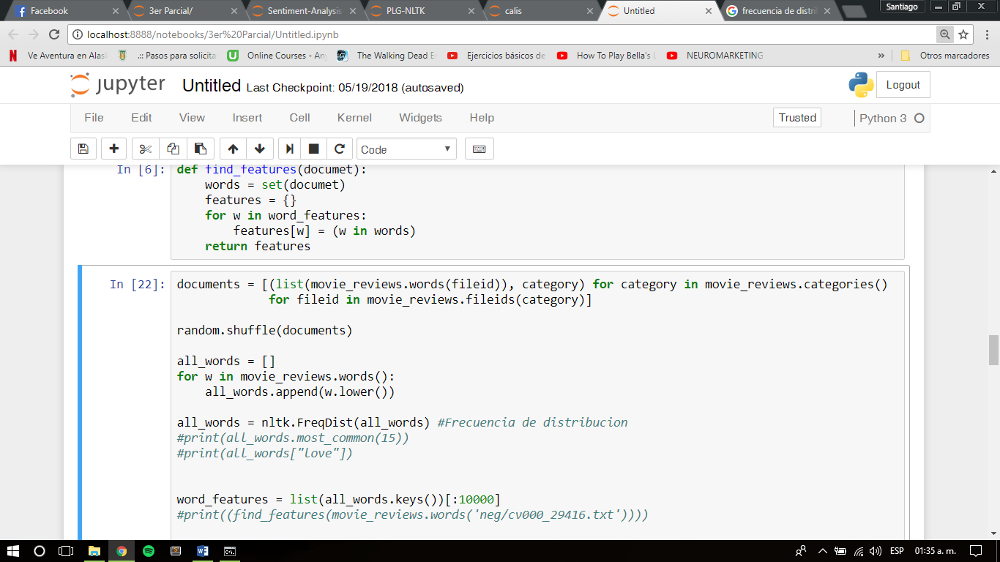 Facebook
3er Parcial/
Sentiment-Analysis
PLG-NLTK
calis
Untitled
frecuencia de distri
Santiago
localhost:8888/notebooks/3er%20Parcial/Untitled.ipynb
Ve Aventura en Alas
.:: Pasos para solicita
Online Courses - An
The Walking Dead E
Ejercicios básicos de
How To Play Bella's L
NEUROMARKETING
»
Otros marcadores
jupyter
Untitled Last Checkpoint: 05/19/2018 (autosaved)
Logout
File Edit View Insert Cell Kernel Widgets Help
Trusted
Python 3
Code
In [6]: def find_features(documet):
    words = set(documet)
    features = {}
    for w in word_features:
        features[w] = (w in words)
    return features
In [22]: documents = [(list(movie_reviews.words(fileid)), category) for category in movie_reviews.categories()
             for fileid in movie_reviews.fileids(category)]
random.shuffle(documents)
all_words = []
for w in movie_reviews.words():
    all_words.append(w.lower())
all_words = nltk.FreqDist(all_words) #Frecuencia de distribucion
#print(all_words.most_common(15))
#print(all_words["love"])
word_features = list(all_words.keys())[:10000]
#print((find_features(movie_reviews.words('neg/cv000_29416.txt'))))
ESP
01:35 a. m.